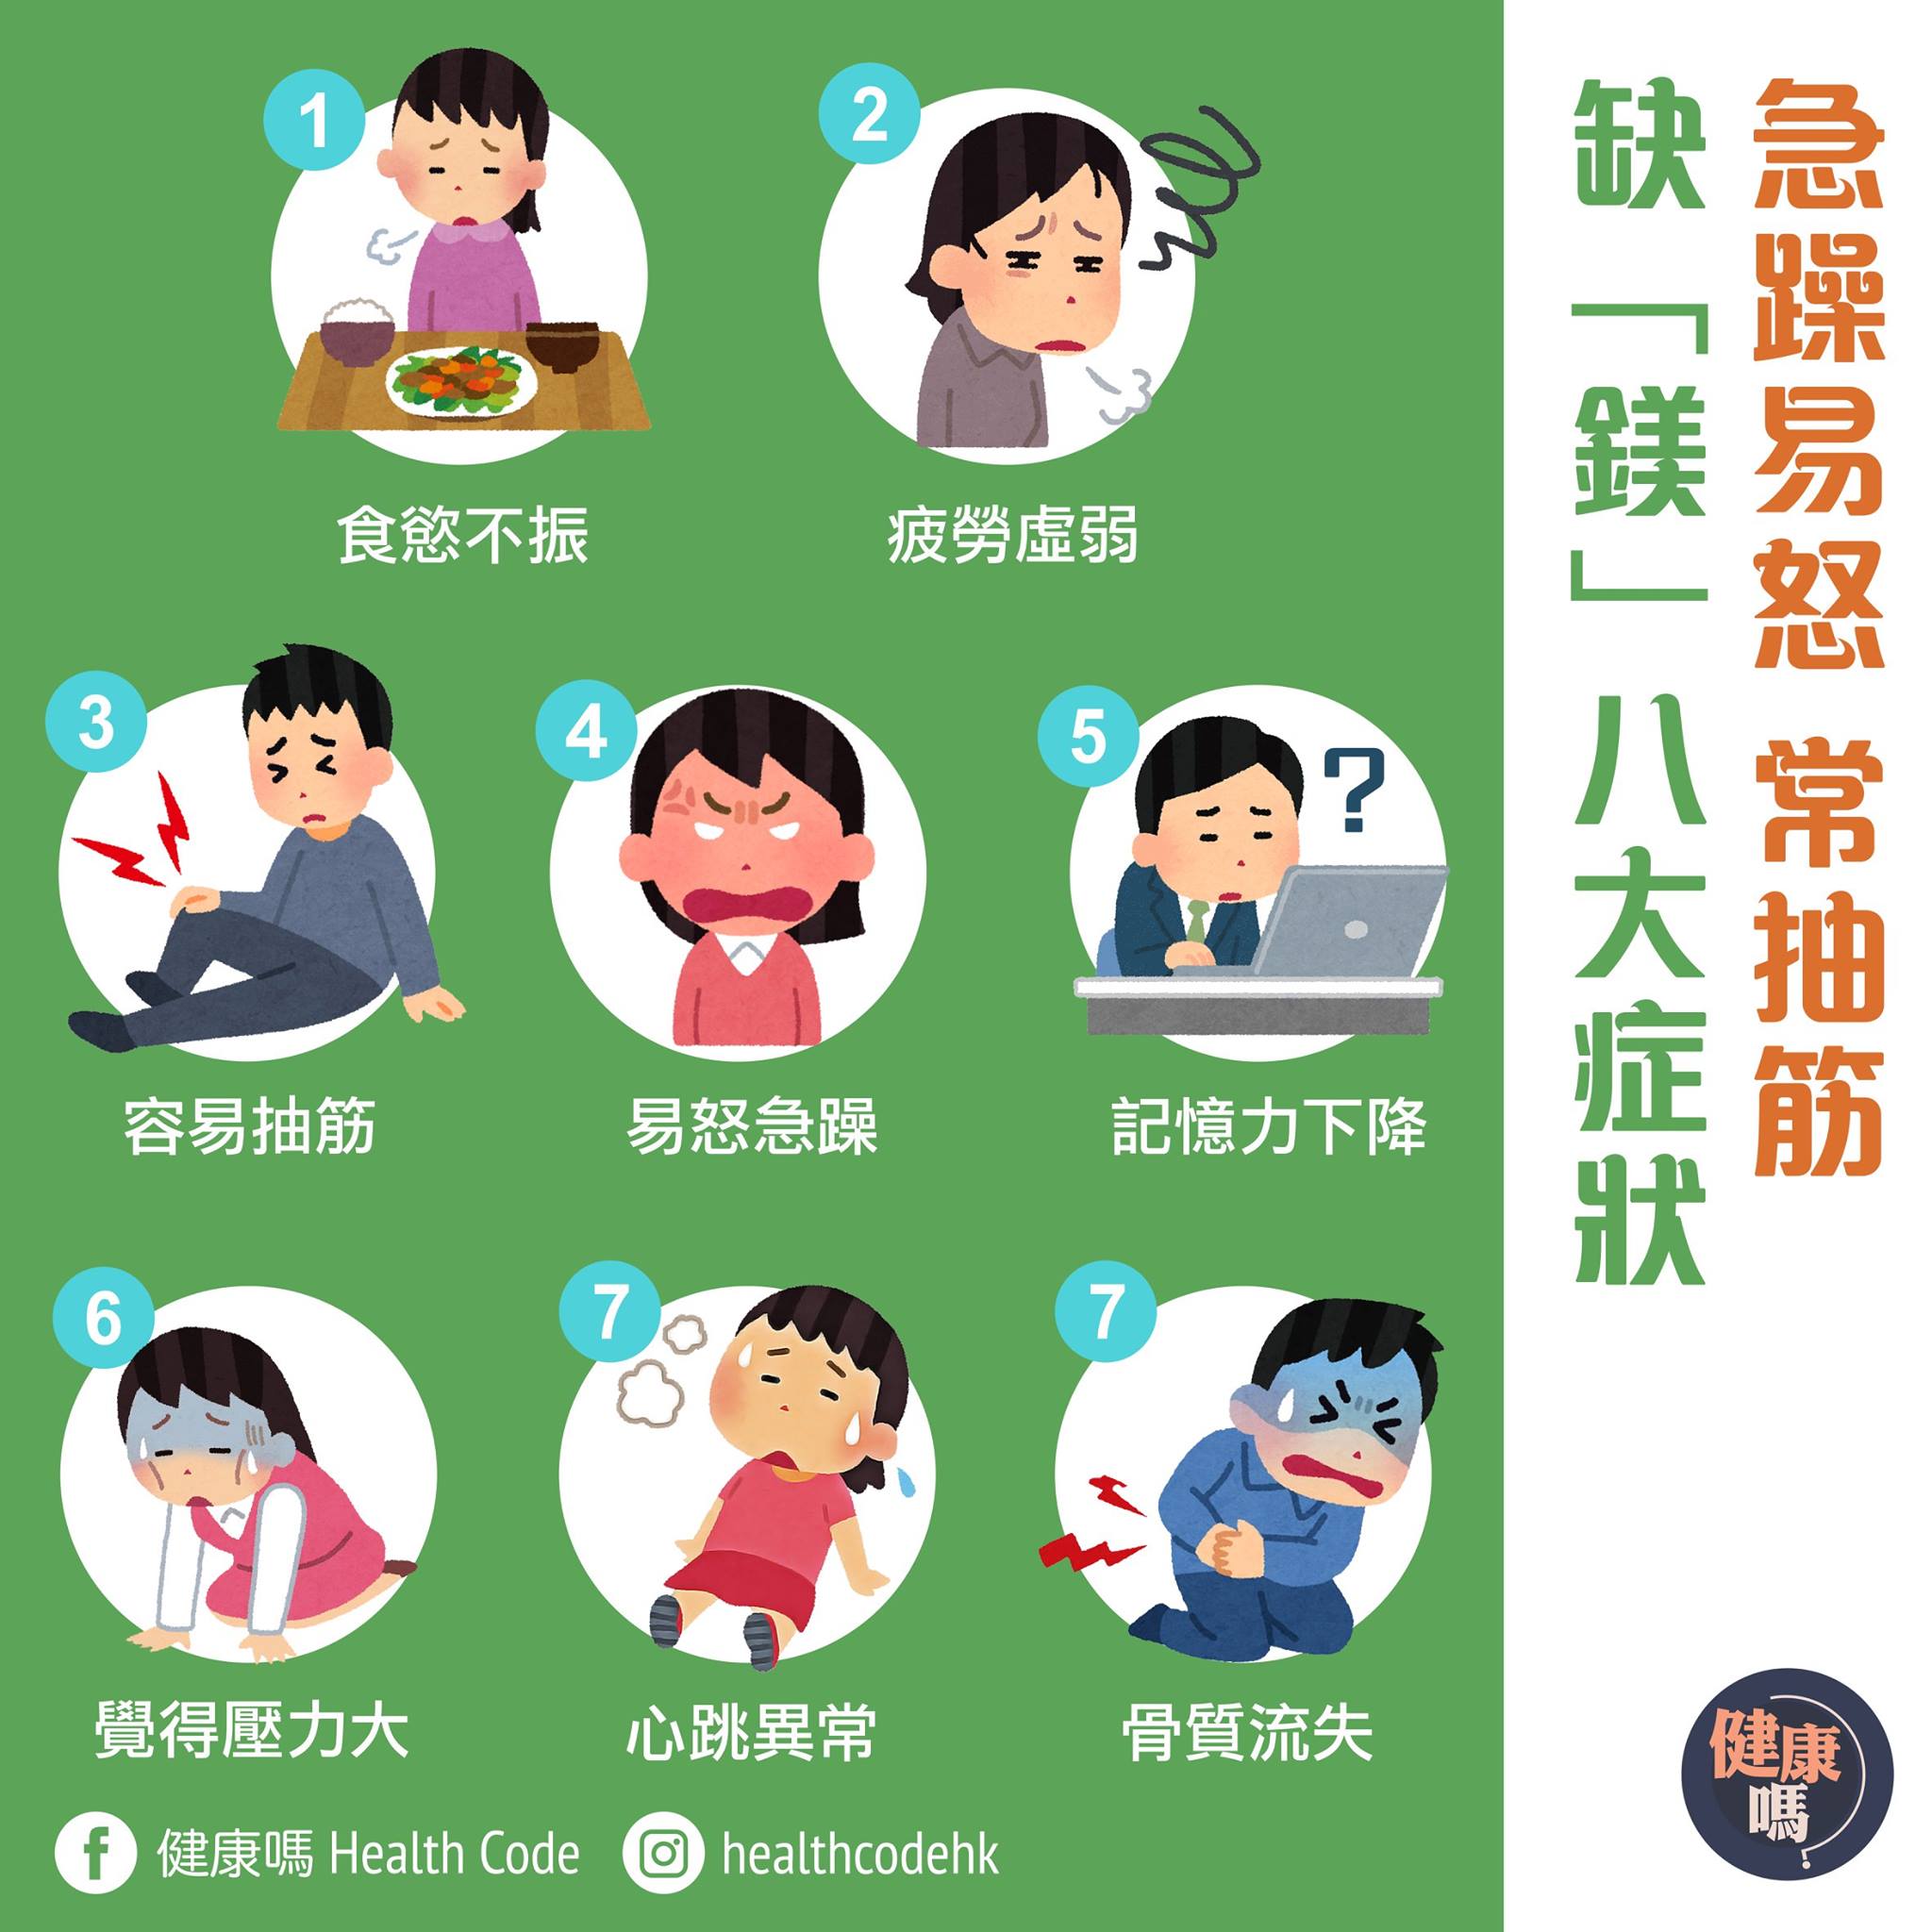 急躁易怒 常抽筋
缺「鎂」八大症狀
1
食慾不振
2
疲勞虛弱
3
容易抽筋
4
易怒急躁
5
?
記憶力下降
6
覺得壓力大
7
心跳異常
7
骨質流失
健康嗎 Health Code
healthcodehk
健康
嗎?